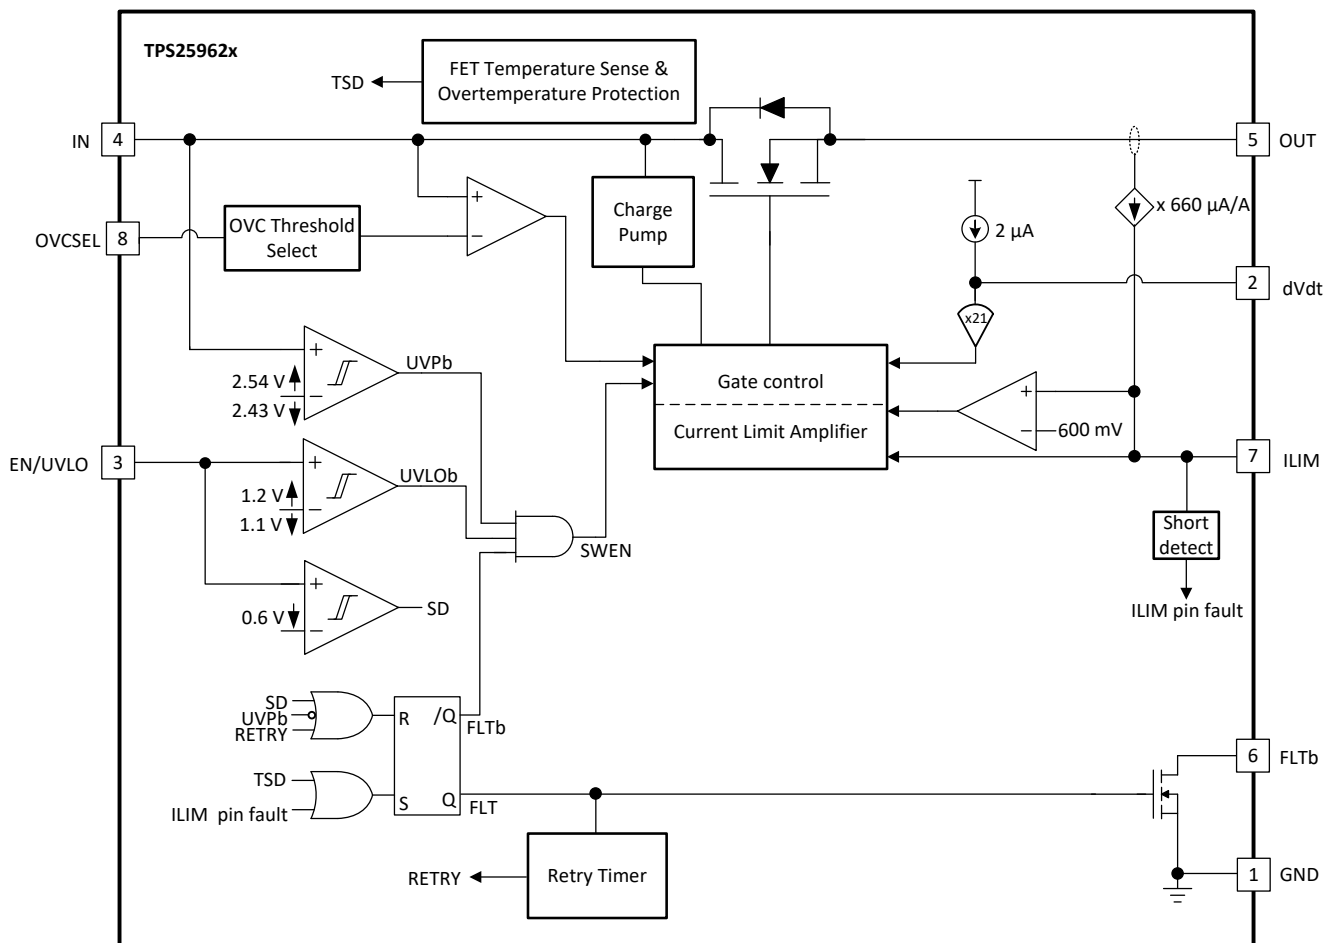 TPS25962x
FET Temperature Sense &
Overtemperature Protection
TSD
IN
4
5
OUT
+
−
Charge
Pump
x 660 µA/A
OVCSEL
8
OVC Threshold
Select
2 µA
2
dVdt
x21
+
−
2.54 V
2.43 V
UVPb
Gate control
Current Limit Amplifier
+
−
600 mV
EN/UVLO
3
7
ILIM
+
−
1.2 V
1.1 V
UVLOb
SWEN
Short
detect
ILIM pin fault
+
−
0.6 V
SD
SD
UVPb
RETRY
R
/Q
FLTb
TSD
ILIM pin fault
S
Q
FLT
6
FLTb
RETRY
Retry Timer
1
GND